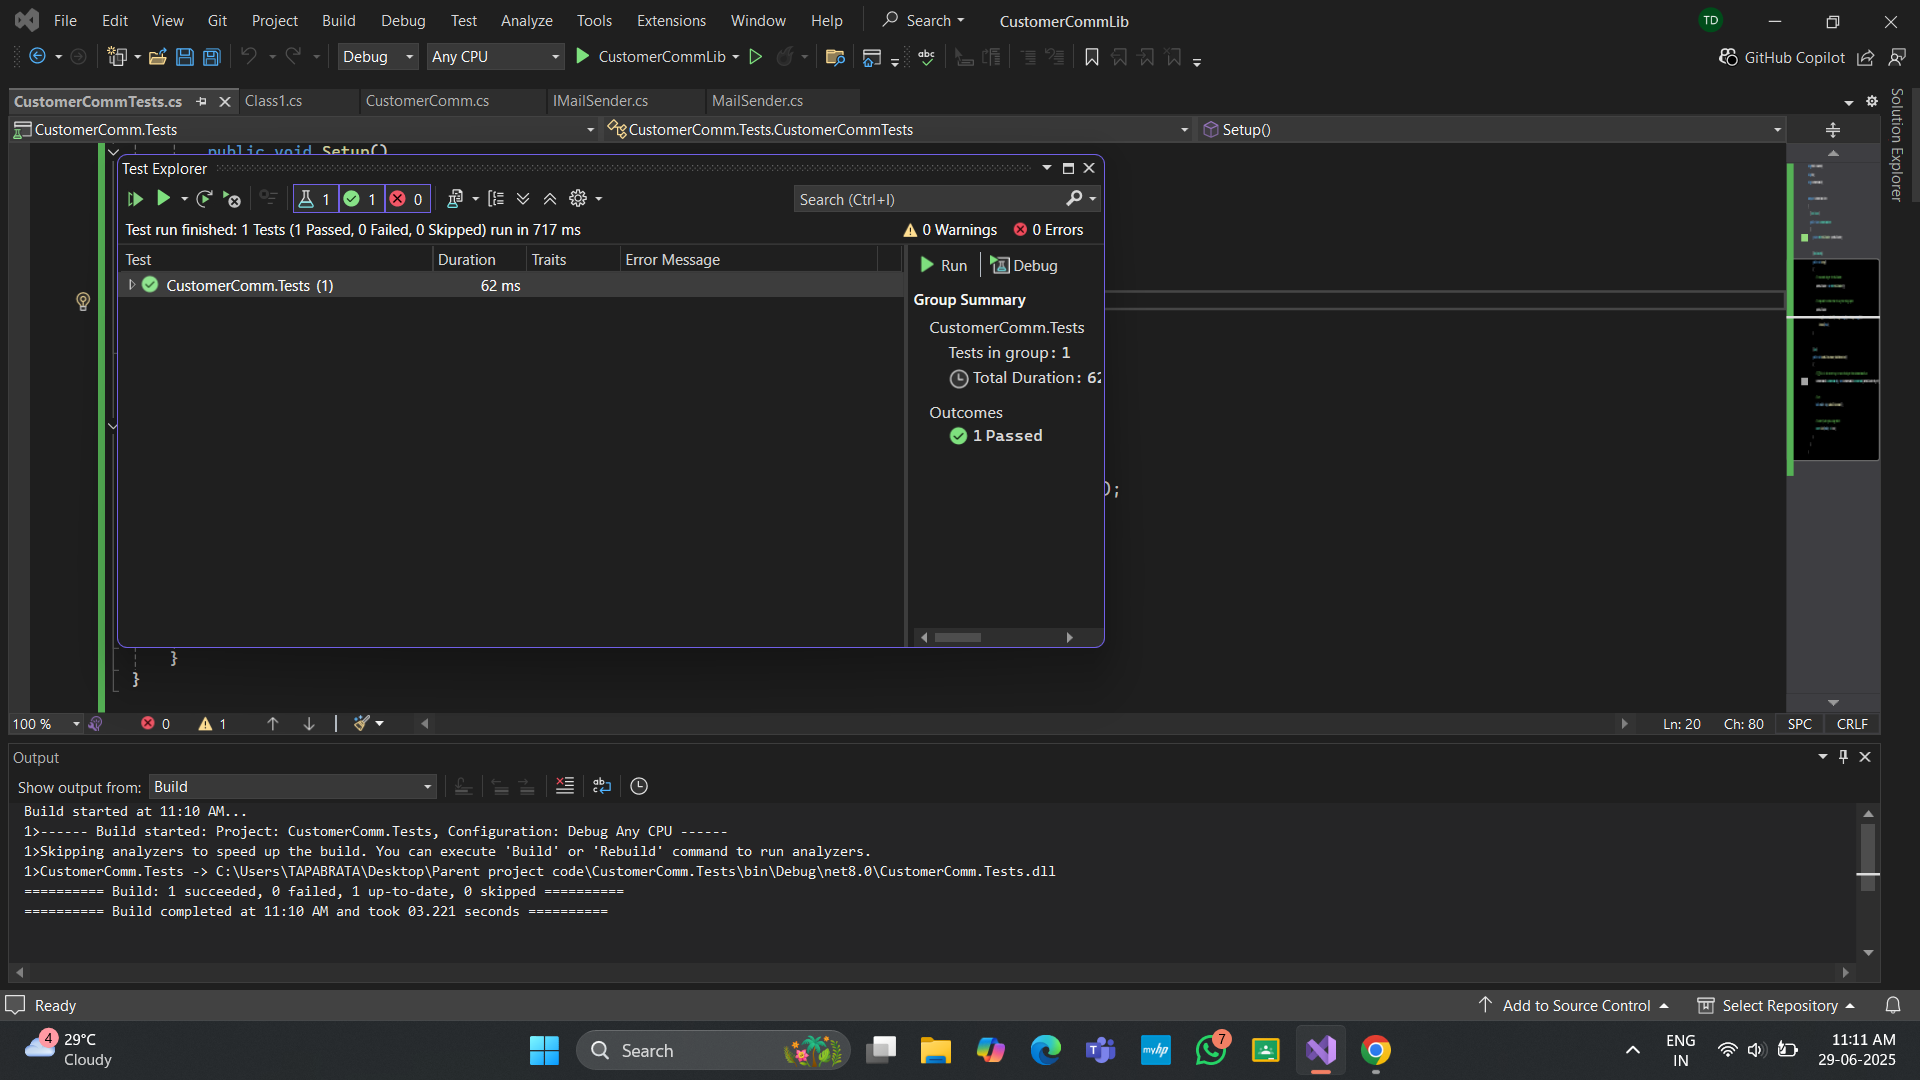 File Edit View Git Project Build Debug Test Analyze Tools Extensions Window Help Search CustomerCommLib TD
Debug Any CPU CustomerCommLib GitHub Copilot
CustomerCommTests.cs Class1.cs CustomerComm.cs IMailSender.cs MailSender.cs
CustomerComm.Tests CustomerComm.Tests.CustomerCommTests Setup()
Solution Explorer
public void Setup()
Test Explorer
1 1 0 Search (Ctrl+I)
Test run finished: 1 Tests (1 Passed, 0 Failed, 0 Skipped) run in 717 ms 0 Warnings 0 Errors
Test Duration Traits Error Message
Run Debug
CustomerComm.Tests (1) 62 ms
Group Summary
CustomerComm.Tests
Tests in group: 1
Total Duration: 62
Outcomes
1 Passed
);
}
}
100 % 0 1 Ln: 20 Ch: 80 SPC CRLF
Output
Show output from: Build
Build started at 11:10 AM...
1>------ Build started: Project: CustomerComm.Tests, Configuration: Debug Any CPU ------
1>Skipping analyzers to speed up the build. You can execute 'Build' or 'Rebuild' command to run analyzers.
1>CustomerComm.Tests -> C:\Users\TAPABRATA\Desktop\Parent project code\CustomerComm.Tests\bin\Debug\net8.0\CustomerComm.Tests.dll
========== Build: 1 succeeded, 0 failed, 1 up-to-date, 0 skipped ==========
========== Build completed at 11:10 AM and took 03.221 seconds ==========
Ready Add to Source Control Select Repository
4 29°C
Cloudy
Search
myhp
7
ENG
IN
11:11 AM
29-06-2025